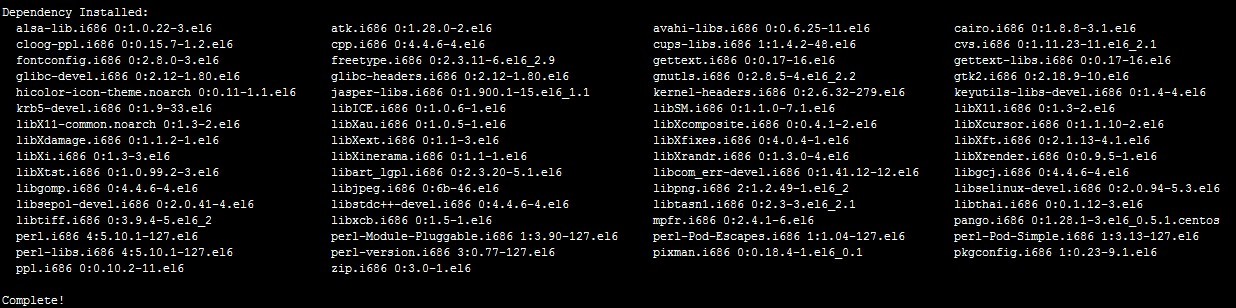 Dependency Installed:
alsa-lib.i686 0:1.0.22-3.el6 atk.i686 0:1.28.0-2.el6 avahi-libs.i686 0:0.6.25-11.el6 cairo.i686 0:1.8.8-3.1.el6
cloog-ppl.i686 0:0.15.7-1.2.el6 cpp.i686 0:4.4.6-4.el6 cups-libs.i686 1:1.4.2-48.el6 cvs.i686 0:1.11.23-11.el6_2.1
fontconfig.i686 0:2.8.0-3.el6 freetype.i686 0:2.3.11-6.el6_2.9 gettext.i686 0:0.17-16.el6 gettext-libs.i686 0:0.17-16.el6
glibc-devel.i686 0:2.12-1.80.el6 glibc-headers.i686 0:2.12-1.80.el6 gnutls.i686 0:2.8.5-4.el6_2.2 gtk2.i686 0:2.18.9-10.el6
hicolor-icon-theme.noarch 0:0.11-1.1.el6 jasper-libs.i686 0:1.900.1-15.el6_1.1 kernel-headers.i686 0:2.6.32-279.el6 keyutils-libs-devel.i686 0:1.4-4.el6
krb5-devel.i686 0:1.9-33.el6 libICE.i686 0:1.0.6-1.el6 libSM.i686 0:1.1.0-7.1.el6 libX11.i686 0:1.3-2.el6
libX11-common.noarch 0:1.3-2.el6 libXau.i686 0:1.0.5-1.el6 libXcomposite.i686 0:0.4.1-2.el6 libXcursor.i686 0:1.1.10-2.el6
libXdamage.i686 0:1.1.2-1.el6 libXext.i686 0:1.1-3.el6 libXfixes.i686 0:4.0.4-1.el6 libXft.i686 0:2.1.13-4.1.el6
libXi.i686 0:1.3-3.el6 libXinerama.i686 0:1.1-1.el6 libXrandr.i686 0:1.3.0-4.el6 libXrender.i686 0:0.9.5-1.el6
libXtst.i686 0:1.0.99.2-3.el6 libart_lgpl.i686 0:2.3.20-5.1.el6 libcom_err-devel.i686 0:1.41.12-12.el6 libgcj.i686 0:4.4.6-4.el6
libgomp.i686 0:4.4.6-4.el6 libjpeg.i686 0:6b-46.el6 libpng.i686 2:1.2.49-1.el6_2 libselinux-devel.i686 0:2.0.94-5.3.el6
libsepol-devel.i686 0:2.0.41-4.el6 libstdc++-devel.i686 0:4.4.6-4.el6 libtasn1.i686 0:2.3-3.el6_2.1 libthai.i686 0:0.1.12-3.el6
libtiff.i686 0:3.9.4-5.el6_2 libxcb.i686 0:1.5-1.el6 mpfr.i686 0:2.4.1-6.el6 pango.i686 0:1.28.1-3.el6_0.5.1.centos
perl.i686 4:5.10.1-127.el6 perl-Module-Pluggable.i686 1:3.90-127.el6 perl-Pod-Escapes.i686 1:1.04-127.el6 perl-Pod-Simple.i686 1:3.13-127.el6
perl-libs.i686 4:5.10.1-127.el6 perl-version.i686 3:0.77-127.el6 pixman.i686 0:0.18.4-1.el6_0.1 pkgconfig.i686 1:0.23-9.1.el6
ppl.i686 0:0.10.2-11.el6 zip.i686 0:3.0-1.el6
Complete!